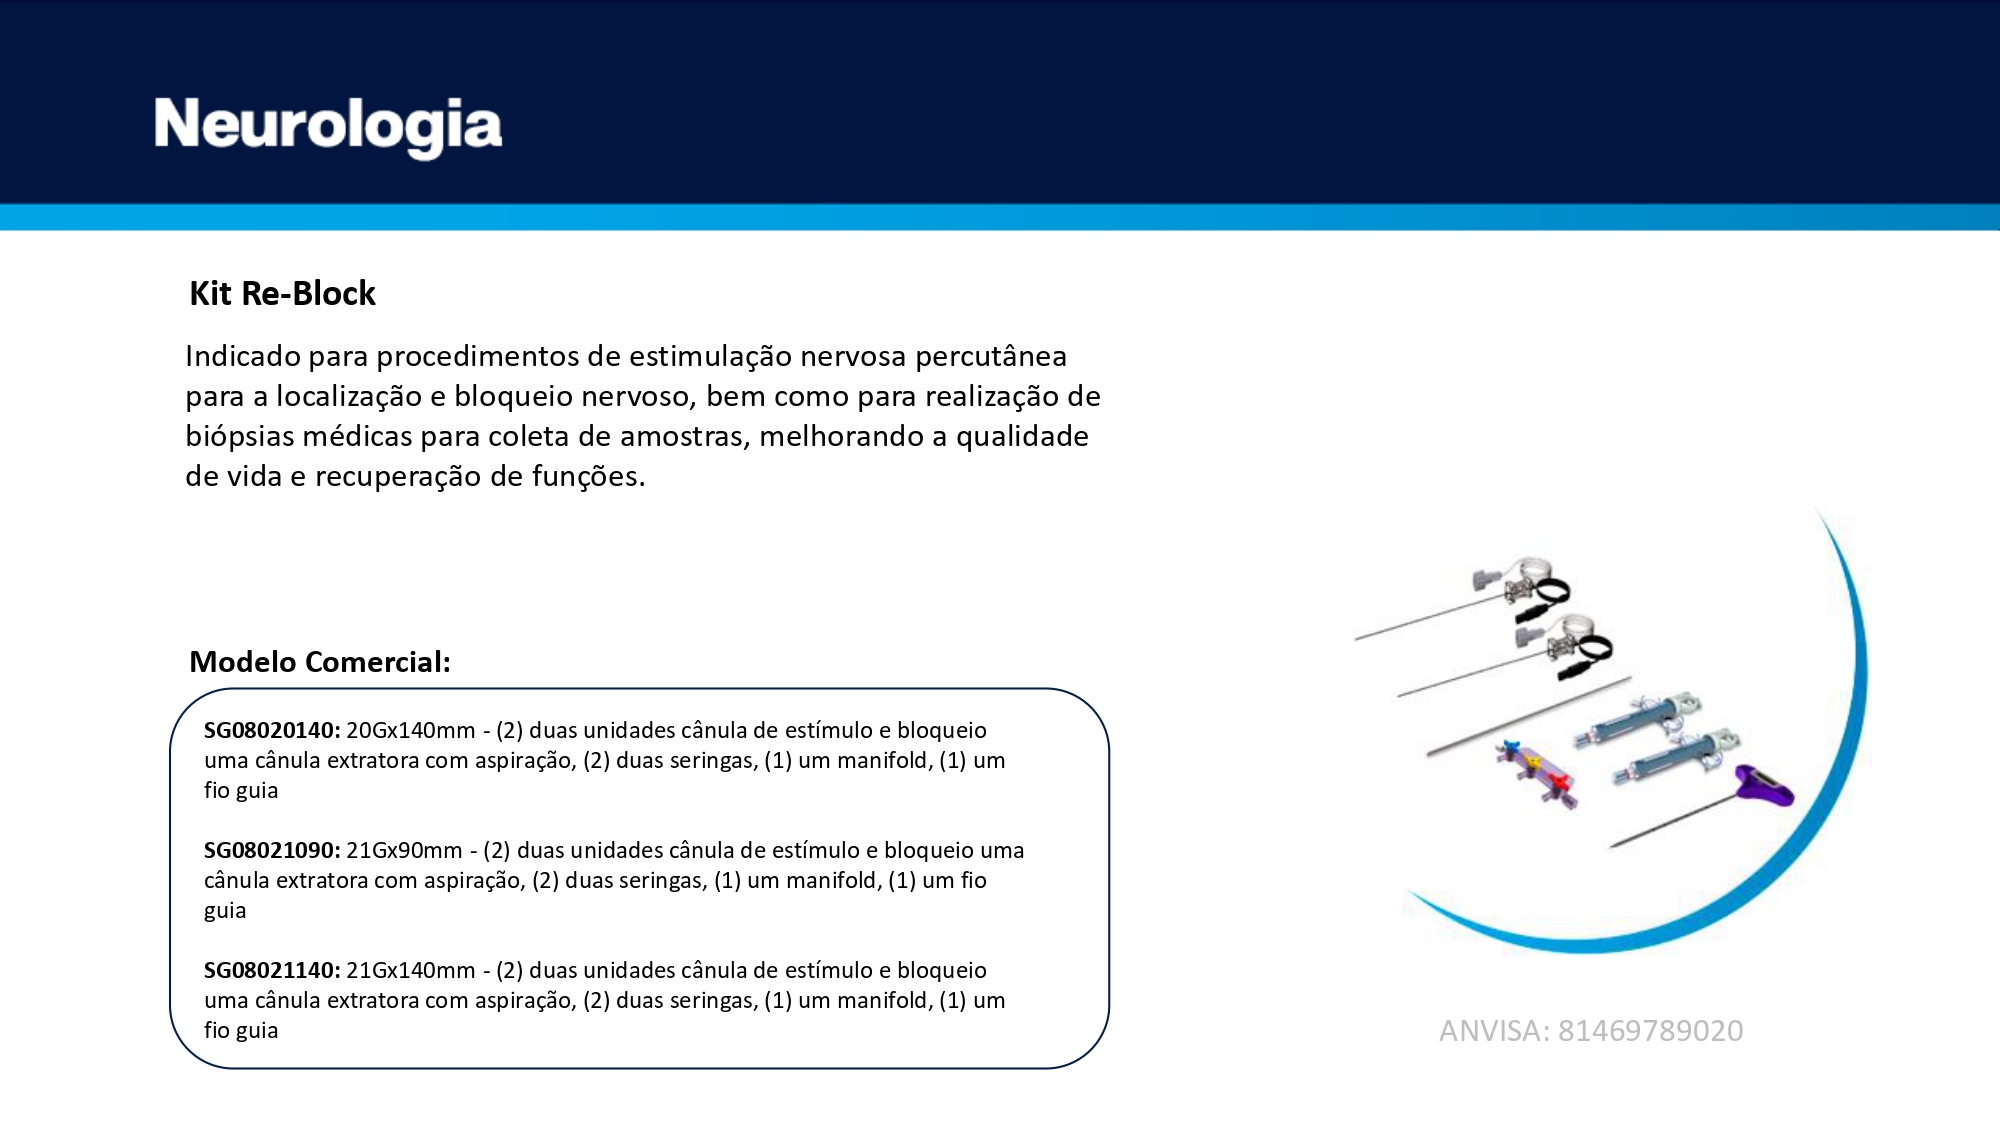 Neurologia
Kit Re-Block
Indicado para procedimentos de estimulação nervosa percutânea
para a localização e bloqueio nervoso, bem como para realização de
biópsias médicas para coleta de amostras, melhorando a qualidade
de vida e recuperação de funções.
Modelo Comercial:
SG08020140: 20Gx140mm - (2) duas unidades cânula de estímulo e bloqueio
uma cânula extratora com aspiração, (2) duas seringas, (1) um manifold, (1) um
fio guia
SG08021090: 21Gx90mm - (2) duas unidades cânula de estímulo e bloqueio uma
cânula extratora com aspiração, (2) duas seringas, (1) um manifold, (1) um fio
guia
SG08021140: 21Gx140mm - (2) duas unidades cânula de estímulo e bloqueio
uma cânula extratora com aspiração, (2) duas seringas, (1) um manifold, (1) um
fio guia
ANVISA: 81469789020